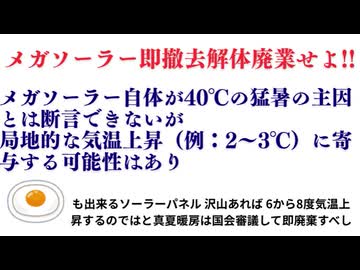 メガソーラー即撤去解体廃業せよ!!
メガソーラー自体が40℃の猛暑の主因
とは断言できないが
局地的な気温上昇（例：2～3℃）に寄
与する可能性はあり
も出来るソーラーパネル 沢山あれば 6から8度気温上
昇するのではと真夏暖房は国会審議して即廃棄すべし